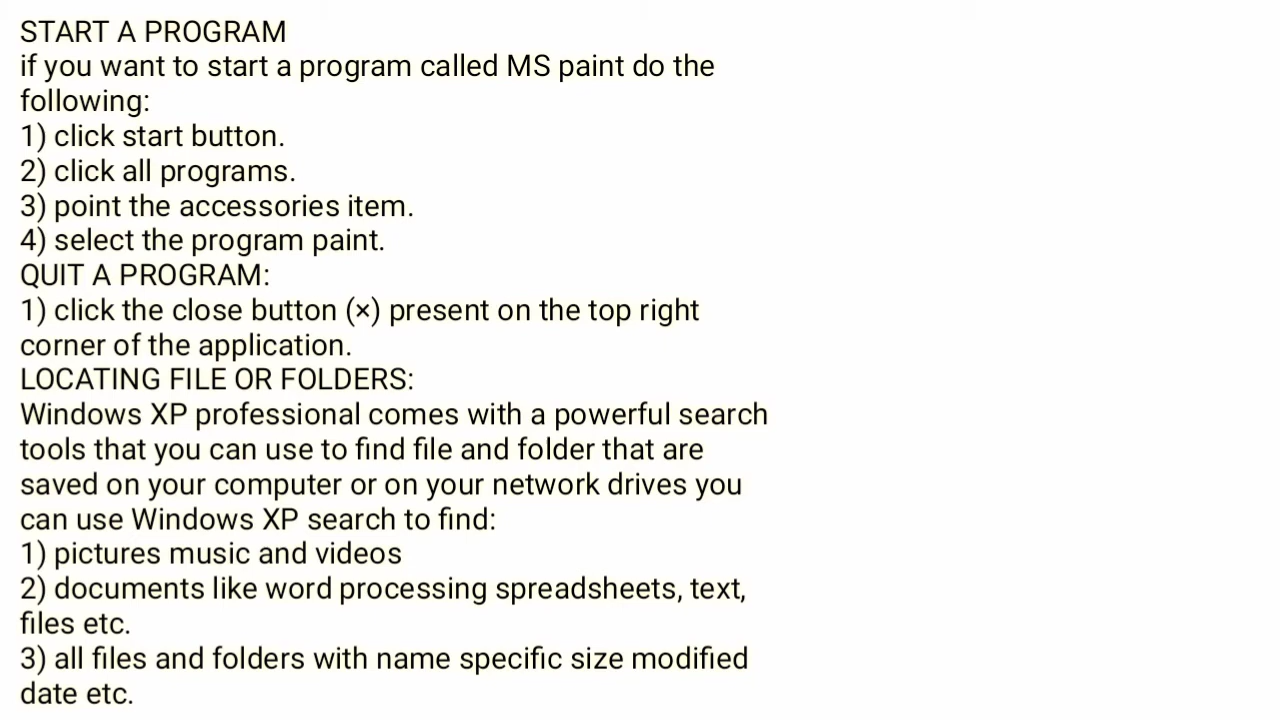 START A PROGRAM
if you want to start a program called MS paint do the
following:
1) click start button.
2) click all programs.
3) point the accessories item.
4) select the program paint.
QUIT A PROGRAM:
1) click the close button (×) present on the top right
corner of the application.
LOCATING FILE OR FOLDERS:
Windows XP professional comes with a powerful search
tools that you can use to find file and folder that are
saved on your computer or on your network drives you
can use Windows XP search to find:
1) pictures music and videos
2) documents like word processing spreadsheets, text,
files etc.
3) all files and folders with name specific size modified
date etc.